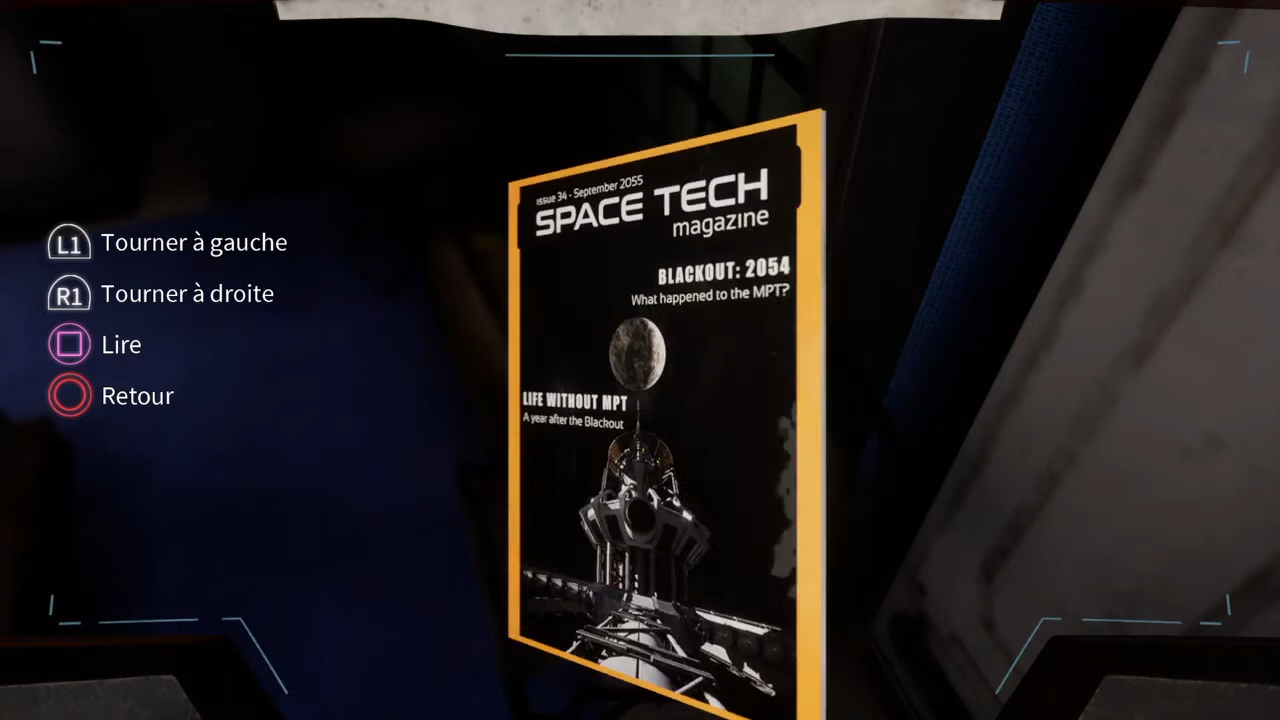 L1 Tourner à gauche
R1 Tourner à droite
Lire
Retour
Issue 34 - September 2055
SPACE TECH
magazine
BLACKOUT: 2054
What happened to the MPT?
LIFE WITHOUT MPT
A year after the Blackout